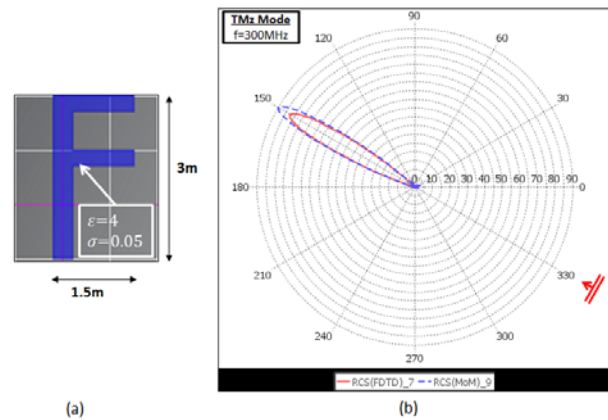 TMz Mode
f=300MHz
90
120
60
150
30
180
0 10 20 30 40 50 60 70 80 90 0
210
330
240
300
270
RCS(FDTD)_7 RCS(MoM)_9
3m
ε=4
σ=0.05
1.5m
(a)
(b)